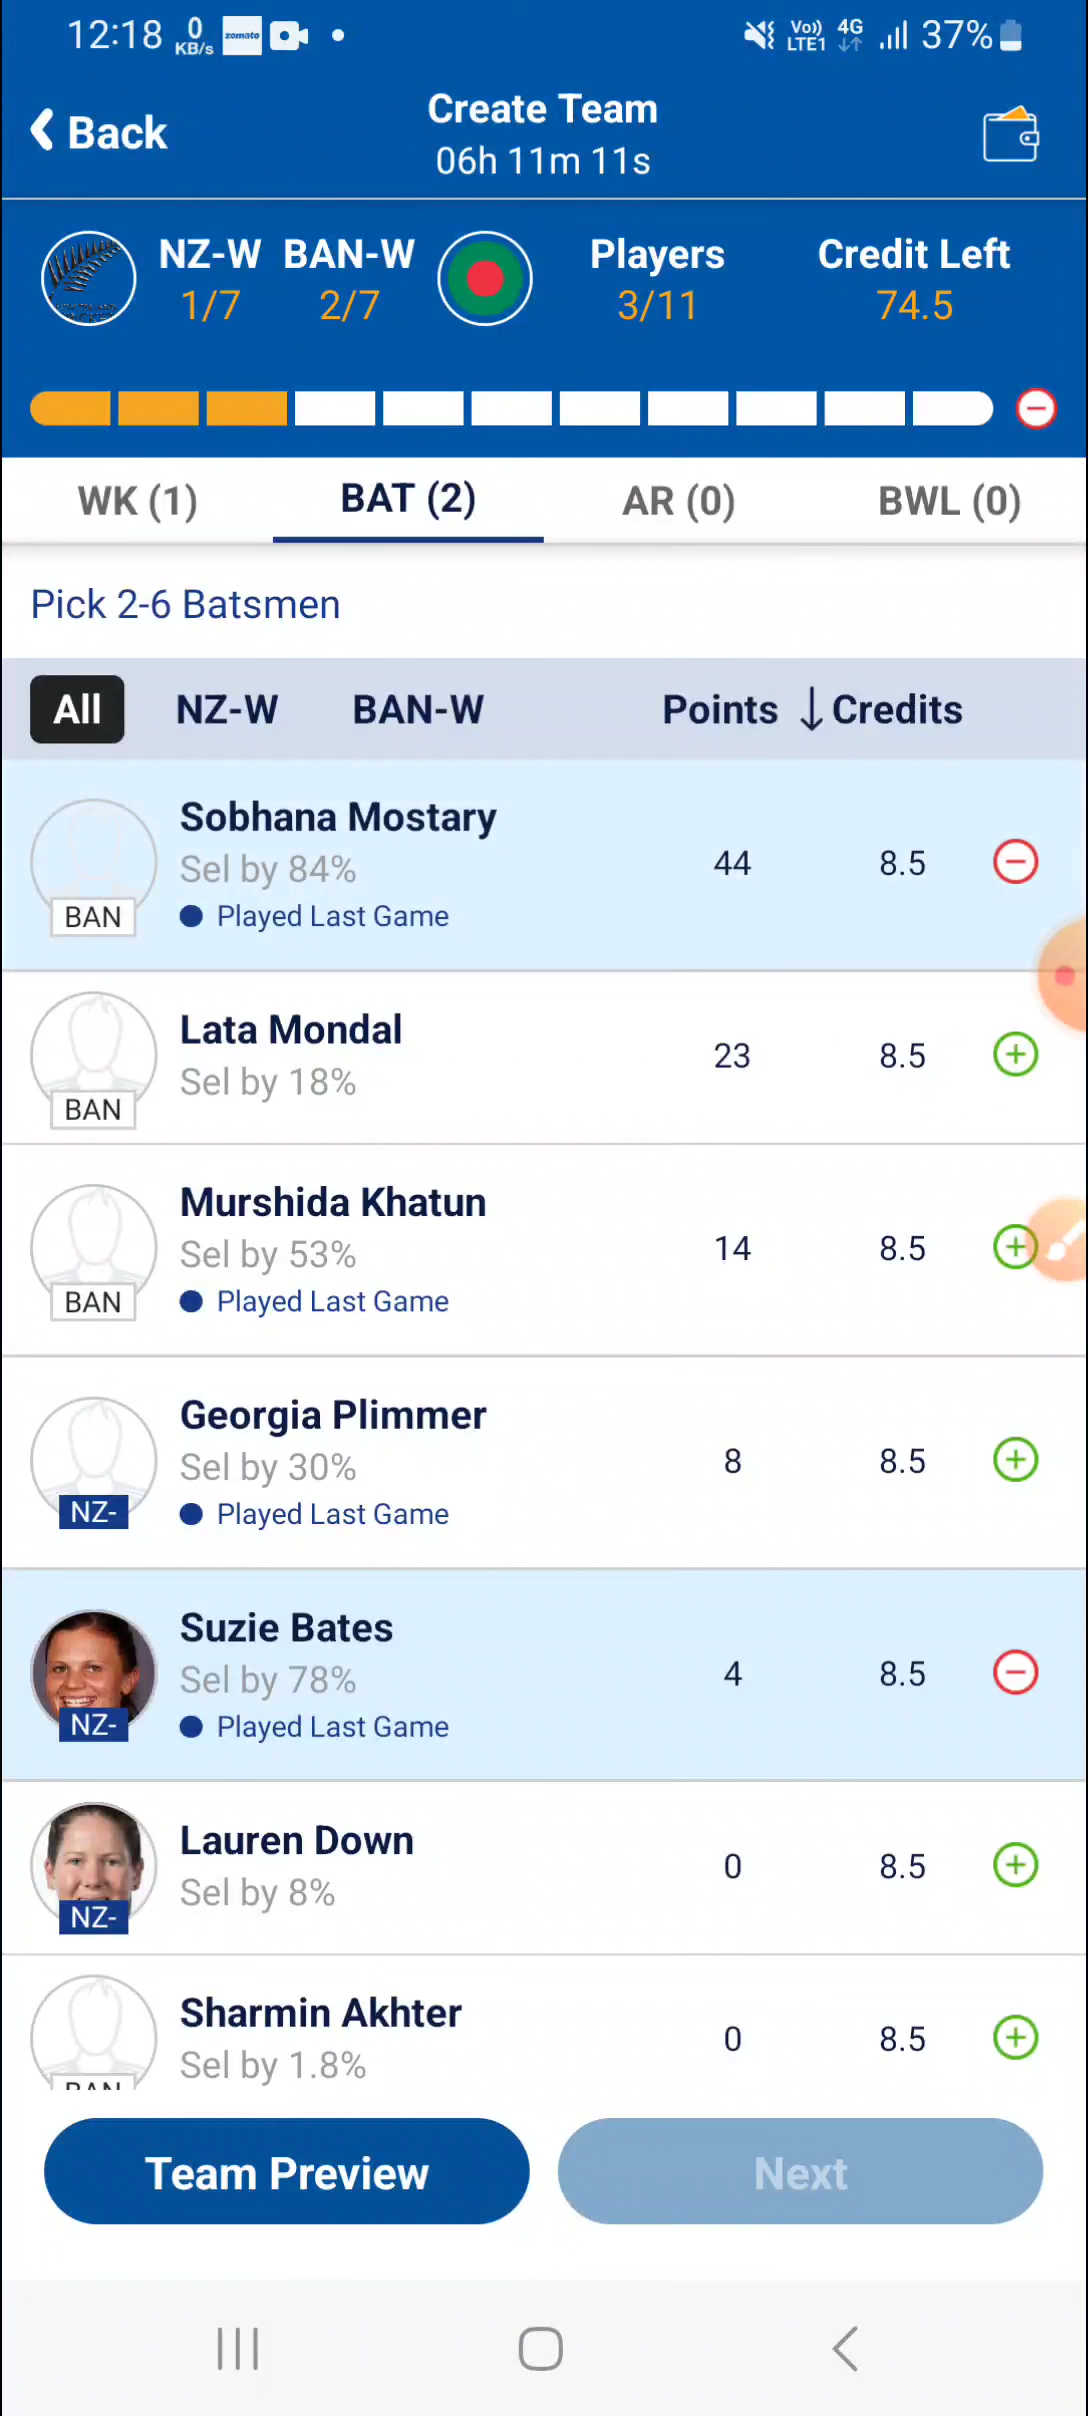 12:18 0 KB/s zomato Vo)) LTE1 4G 37%
Back
Create Team
06h 11m 11s
NZ-W BAN-W Players Credit Left
1/7 2/7 3/11 74.5
WK (1) BAT (2) AR (0) BWL (0)
Pick 2-6 Batsmen
All NZ-W BAN-W Points ↓ Credits
Sobhana Mostary
Sel by 84%
Played Last Game
BAN
44 8.5
Lata Mondal
Sel by 18%
BAN
23 8.5
Murshida Khatun
Sel by 53%
Played Last Game
BAN
14 8.5
Georgia Plimmer
Sel by 30%
Played Last Game
NZ-
8 8.5
Suzie Bates
Sel by 78%
Played Last Game
NZ-
4 8.5
Lauren Down
Sel by 8%
NZ-
0 8.5
Sharmin Akhter
Sel by 1.8%
BAN
0 8.5
Team Preview Next